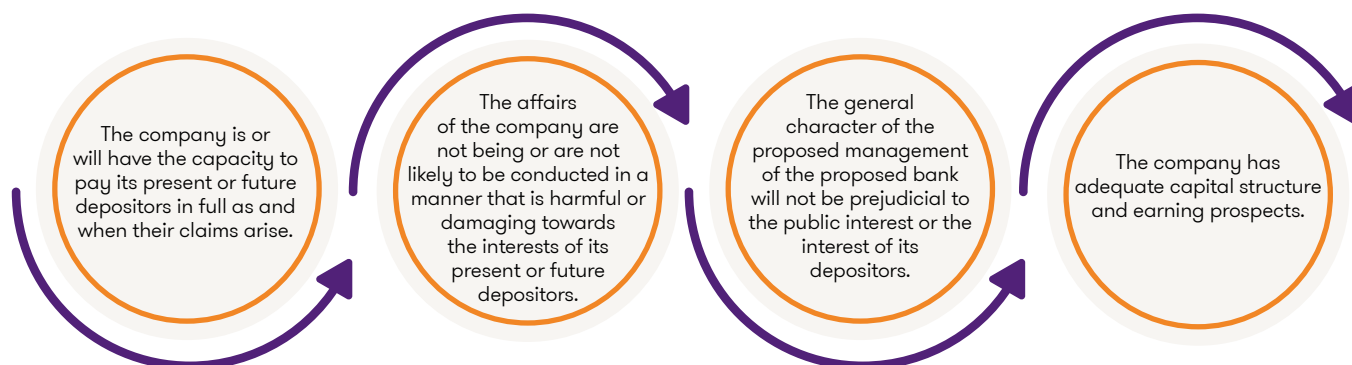 The company is or
will have the capacity to
pay its present or future
depositors in full as and
when their claims arise.
The affairs
of the company are
not being or are not
likely to be conducted in a
manner that is harmful or
damaging towards
the interests of its
present or future
depositors.
The general
character of the
proposed management
of the proposed bank
will not be prejudicial to
the public interest or the
interest of its
depositors.
The company has
adequate capital structure
and earning prospects.